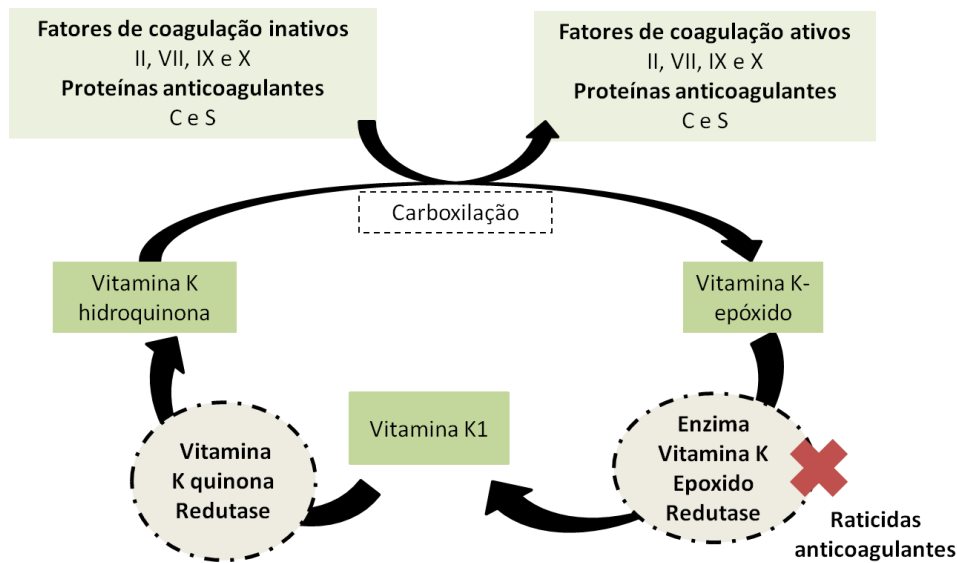 Fatores de coagulação inativos
II, VII, IX e X
Proteínas anticoagulantes
C e S
Fatores de coagulação ativos
II, VII, IX e X
Proteínas anticoagulantes
C e S
Carboxilação
Vitamina K
hidroquinona
Vitamina K-
epóxido
Vitamina
K quinona
Redutase
Vitamina K1
Enzima
Vitamina K
Epoxido
Redutase
Raticidas
anticoagulantes